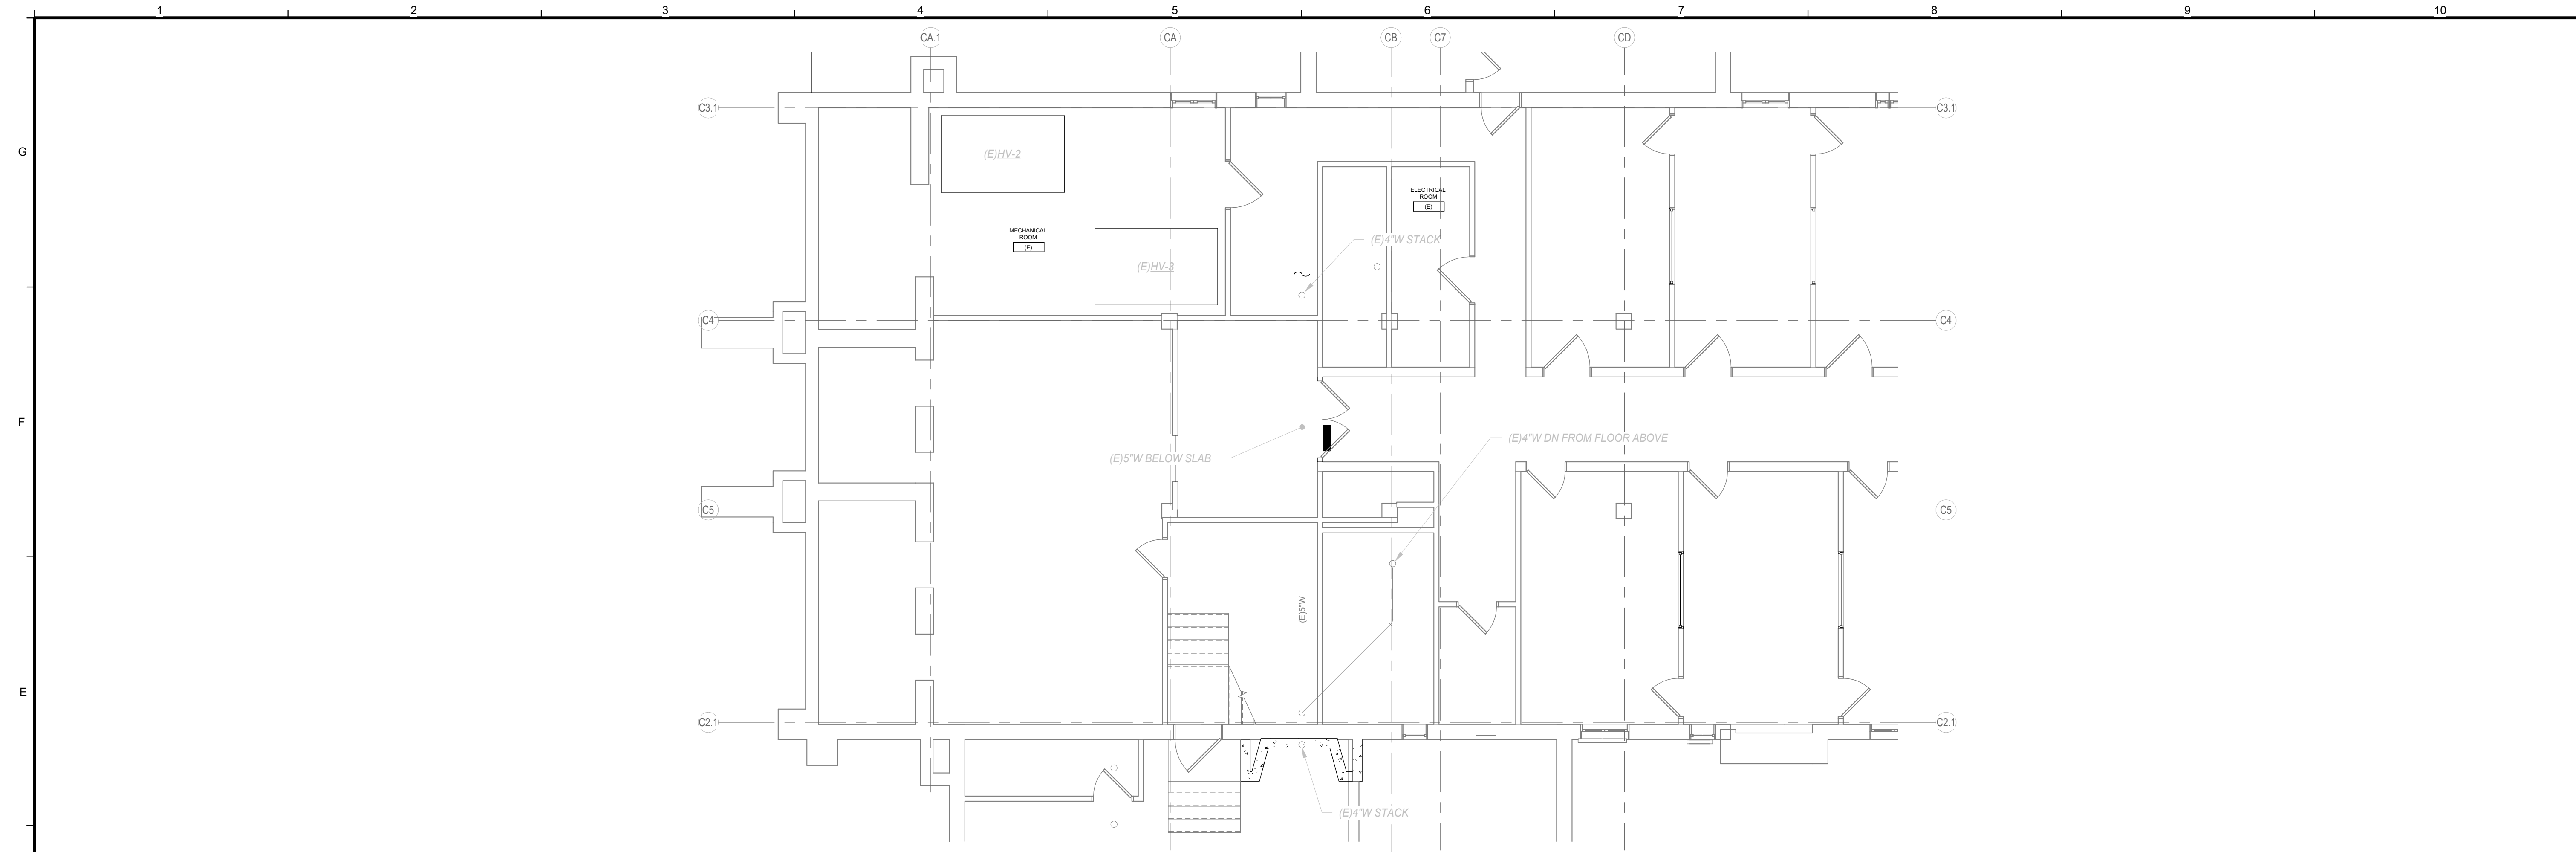 1 2 3 4 5 6 7 8 9 10
CA.1 CA CB C7 CD
C3.1 C3.1
G
(E)HV-2
ELECTRICAL
ROOM
(E)
MECHANICAL
ROOM
(E)
(E)4"W STACK
(E)HV-3
C4 C4
F
(E)4"W DN FROM FLOOR ABOVE
(E)5"W BELOW SLAB
C5 C5
(E)5"W
E
C2.1 C2.1
(E)4"W STACK